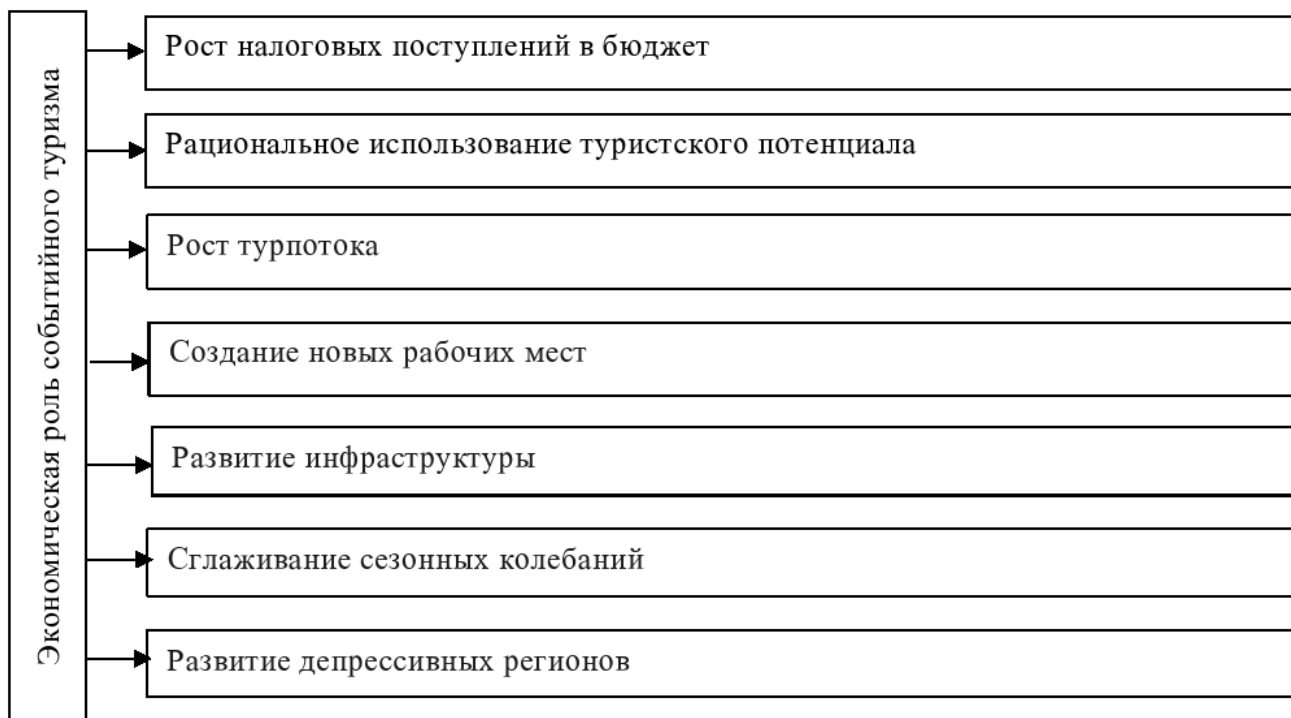 Экономическая роль событийного туризма
Рост налоговых поступлений в бюджет
Рациональное использование туристского потенциала
Рост турпотока
Создание новых рабочих мест
Развитие инфраструктуры
Сглаживание сезонных колебаний
Развитие депрессивных регионов